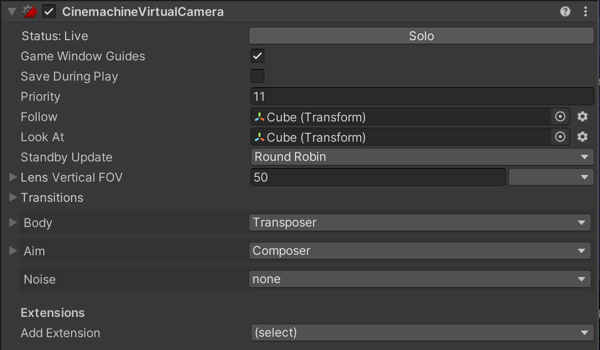 CinemachineVirtualCamera
Status: Live Solo
Game Window Guides
Save During Play
Priority 11
Follow Cube (Transform)
Look At Cube (Transform)
Standby Update Round Robin
Lens Vertical FOV 50
Transitions
Body Transposer
Aim Composer
Noise none
Extensions
Add Extension (select)